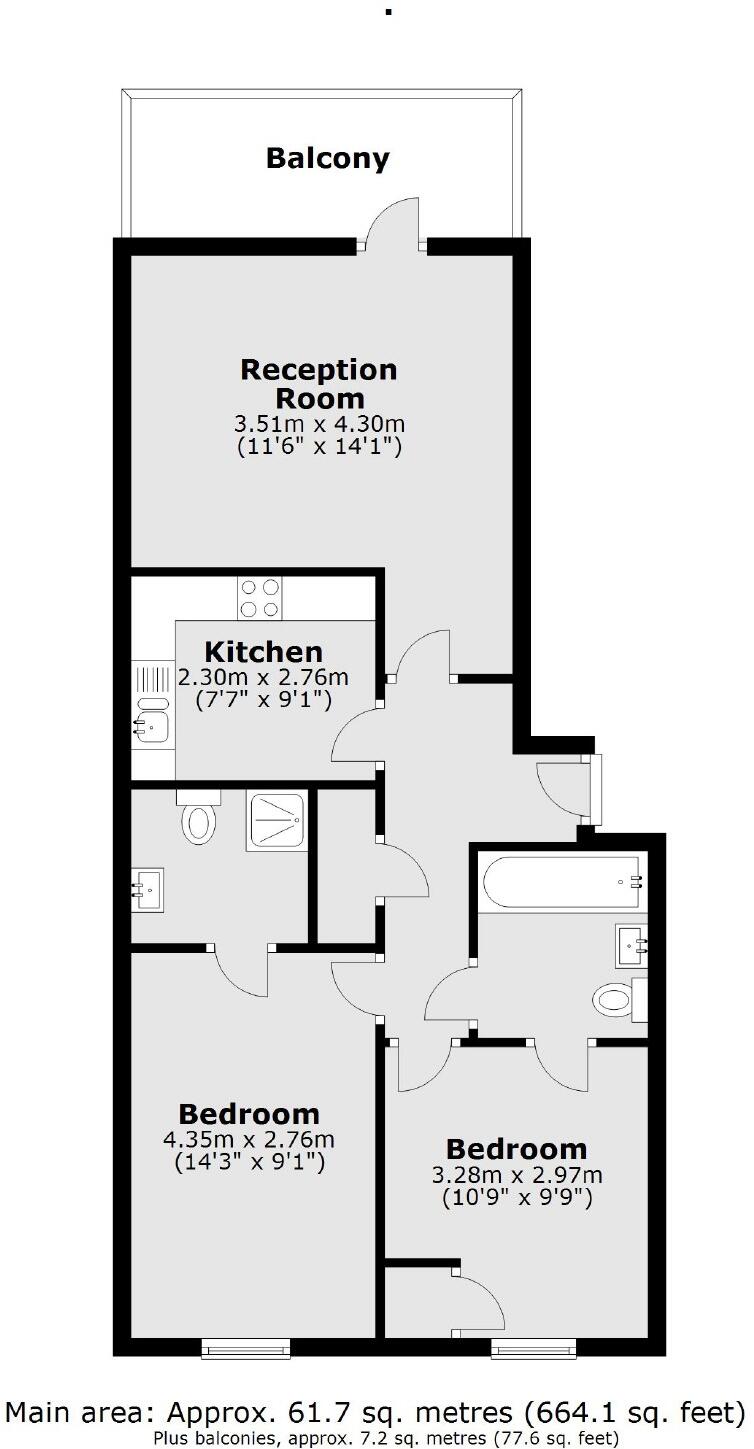 Balcony
Reception
Room
3.51m x 4.30m
(11'6" x 14'1")
Kitchen
2.30m x 2.76m
(7'7" x 9'1")
Bedroom
4.35m x 2.76m
(14'3" x 9'1")
Bedroom
3.28m x 2.97m
(10'9" x 9'9")
Main area: Approx. 61.7 sq. metres (664.1 sq. feet)
Plus balconies, approx. 7.2 sq. metres (77.6 sq. feet)